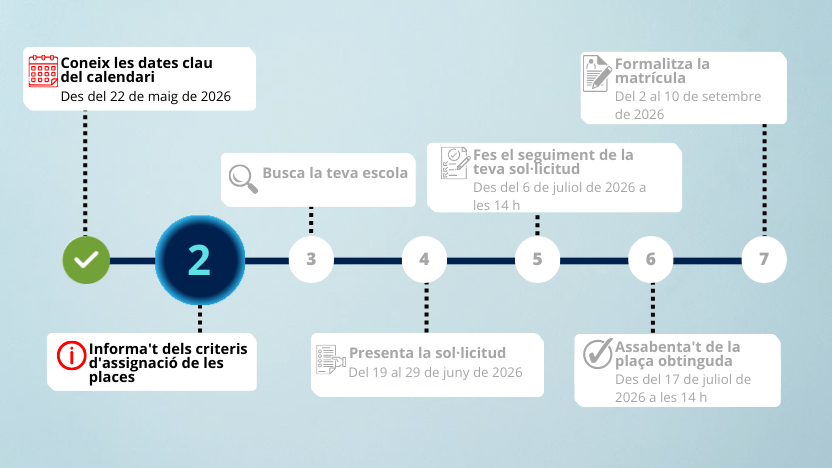 Coneix les dates clau
del calendari
Des del 22 de maig de 2026
Formalitza la
matrícula
Del 2 al 10 de setembre
de 2026
Busca la teva escola
Fes el seguiment de la
teva sol·licitud
Des del 6 de juliol de 2026 a
les 14 h
2
3
4
5
6
7
Informa't dels criteris
d'assignació de les
places
Presenta la sol·licitud
Del 19 al 29 de juny de 2026
Assabenta't de la
plaça obtinguda
Des del 17 de juliol de
2026 a les 14 h